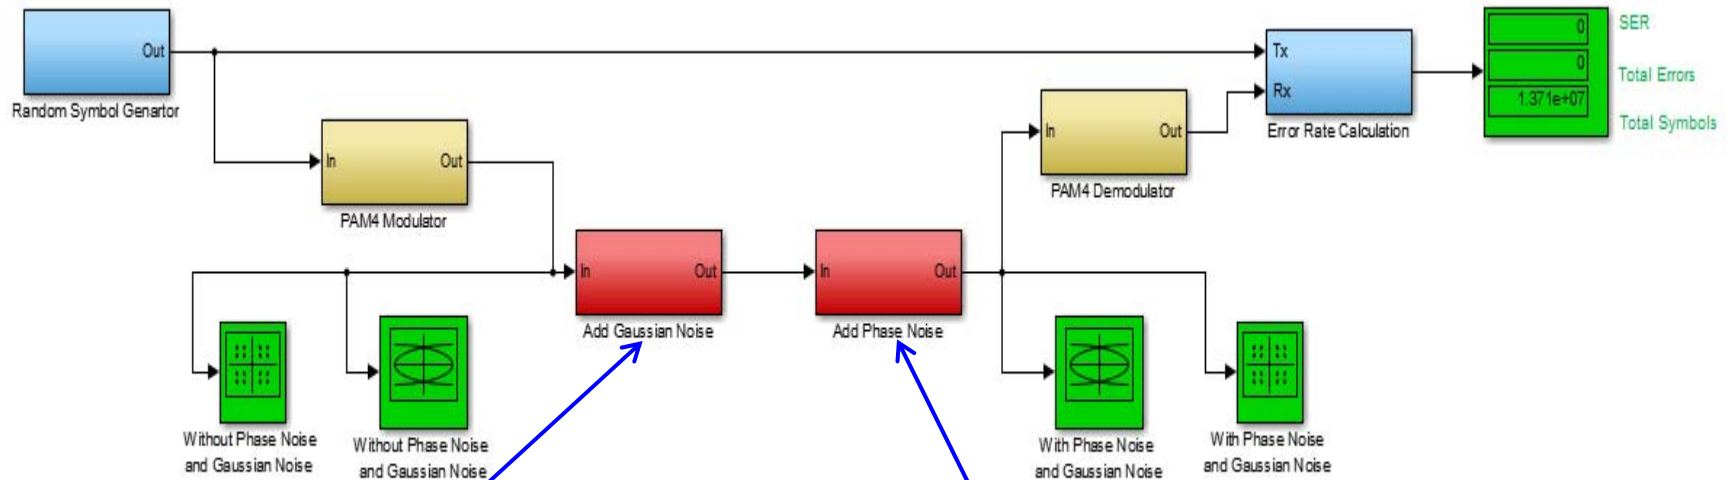 Out
Random Symbol Genartor
In
Out
PAM4 Modulator
In
Out
Add Gaussian Noise
In
Out
Add Phase Noise
In
Out
PAM4 Demodulator
Tx
Rx
Error Rate Calculation
0
0
1.371e+07
SER
Total Errors
Total Symbols
Without Phase Noise
and Gaussian Noise
Without Phase Noise
and Gaussian Noise
With Phase Noise
and Gaussian Noise
With Phase Noise
and Gaussian Noise